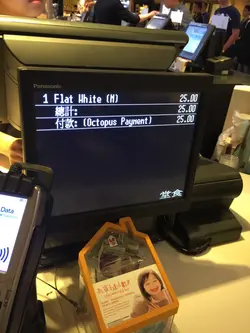 Panasonic
1 Flat White (M) 25.00
總計: 25.00
付款: (Octopus Payment) 25.00
堂食
Data